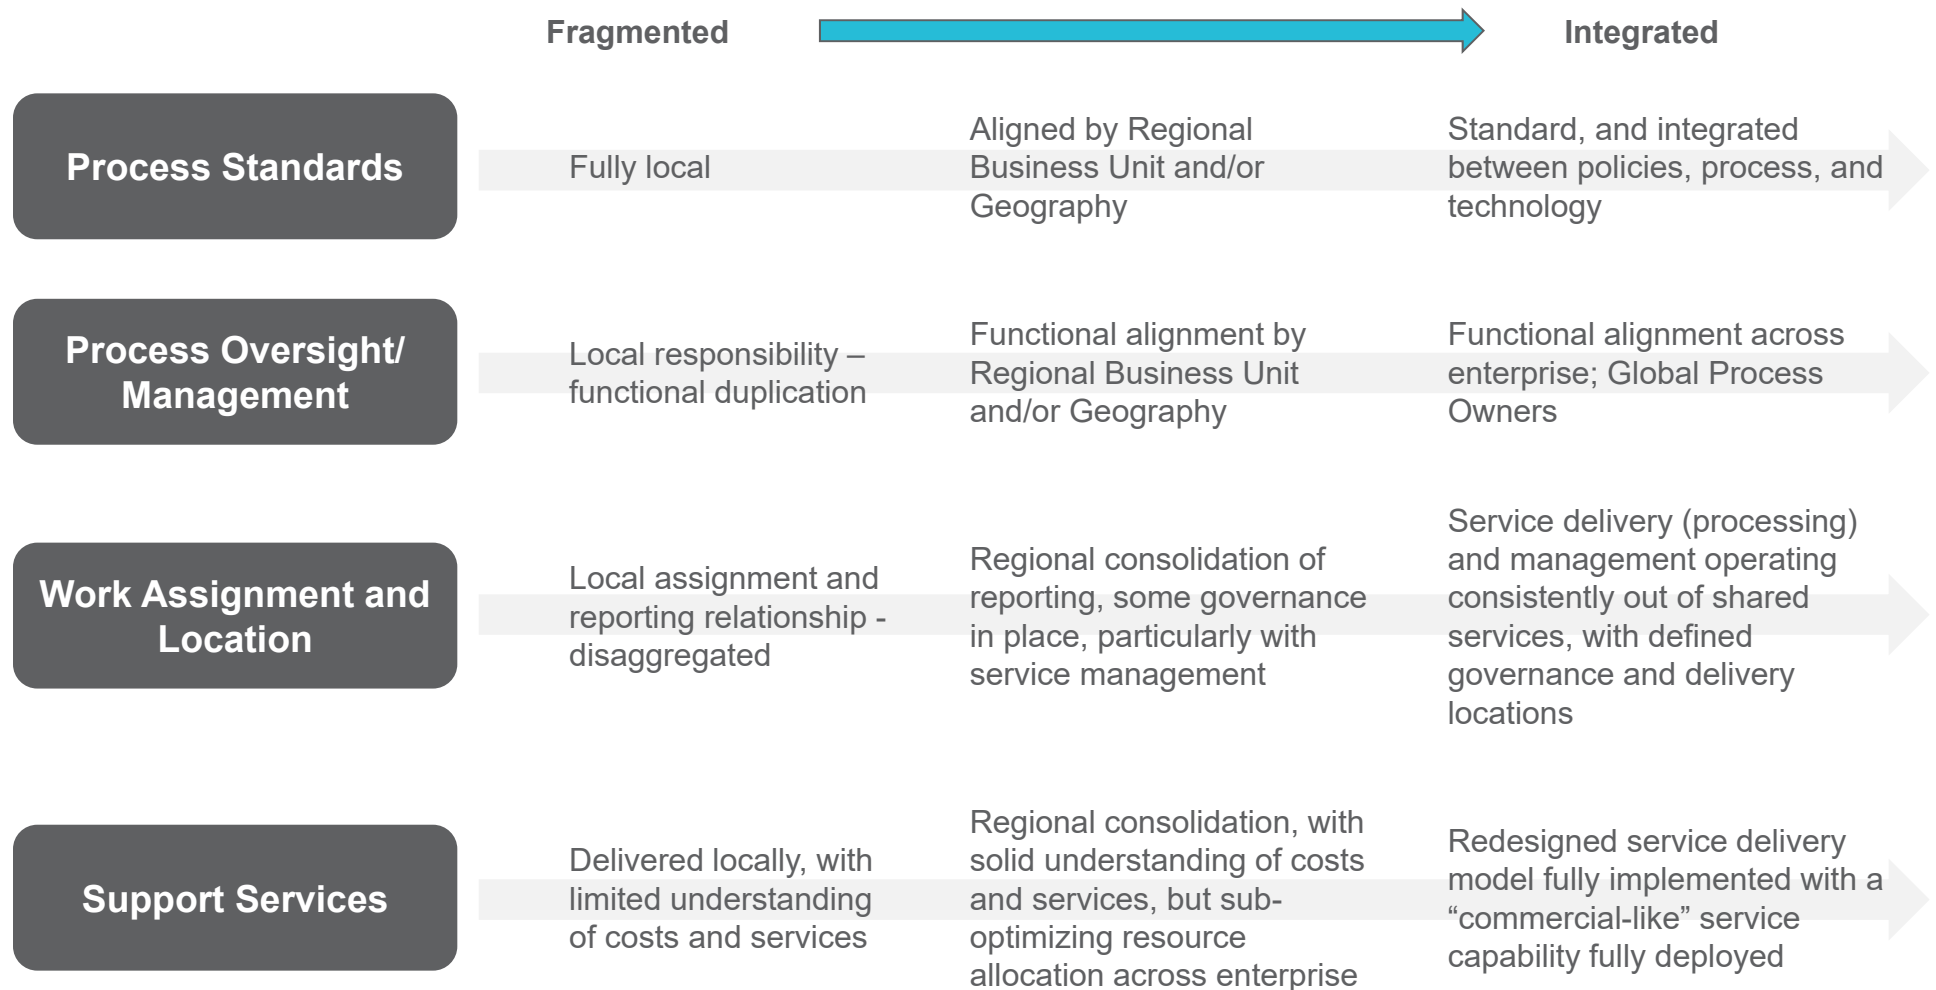 Fragmented
Integrated
Process Standards
Fully local
Aligned by Regional
Business Unit and/or
Geography
Standard, and integrated
between policies, process, and
technology
Process Oversight/
Management
Local responsibility –
functional duplication
Functional alignment by
Regional Business Unit
and/or Geography
Functional alignment across
enterprise; Global Process
Owners
Work Assignment and
Location
Local assignment and
reporting relationship -
disaggregated
Regional consolidation of
reporting, some governance
in place, particularly with
service management
Service delivery (processing)
and management operating
consistently out of shared
services, with defined
governance and delivery
locations
Support Services
Delivered locally, with
limited understanding
of costs and services
Regional consolidation, with
solid understanding of costs
and services, but sub-
optimizing resource
allocation across enterprise
Redesigned service delivery
model fully implemented with a
“commercial-like” service
capability fully deployed